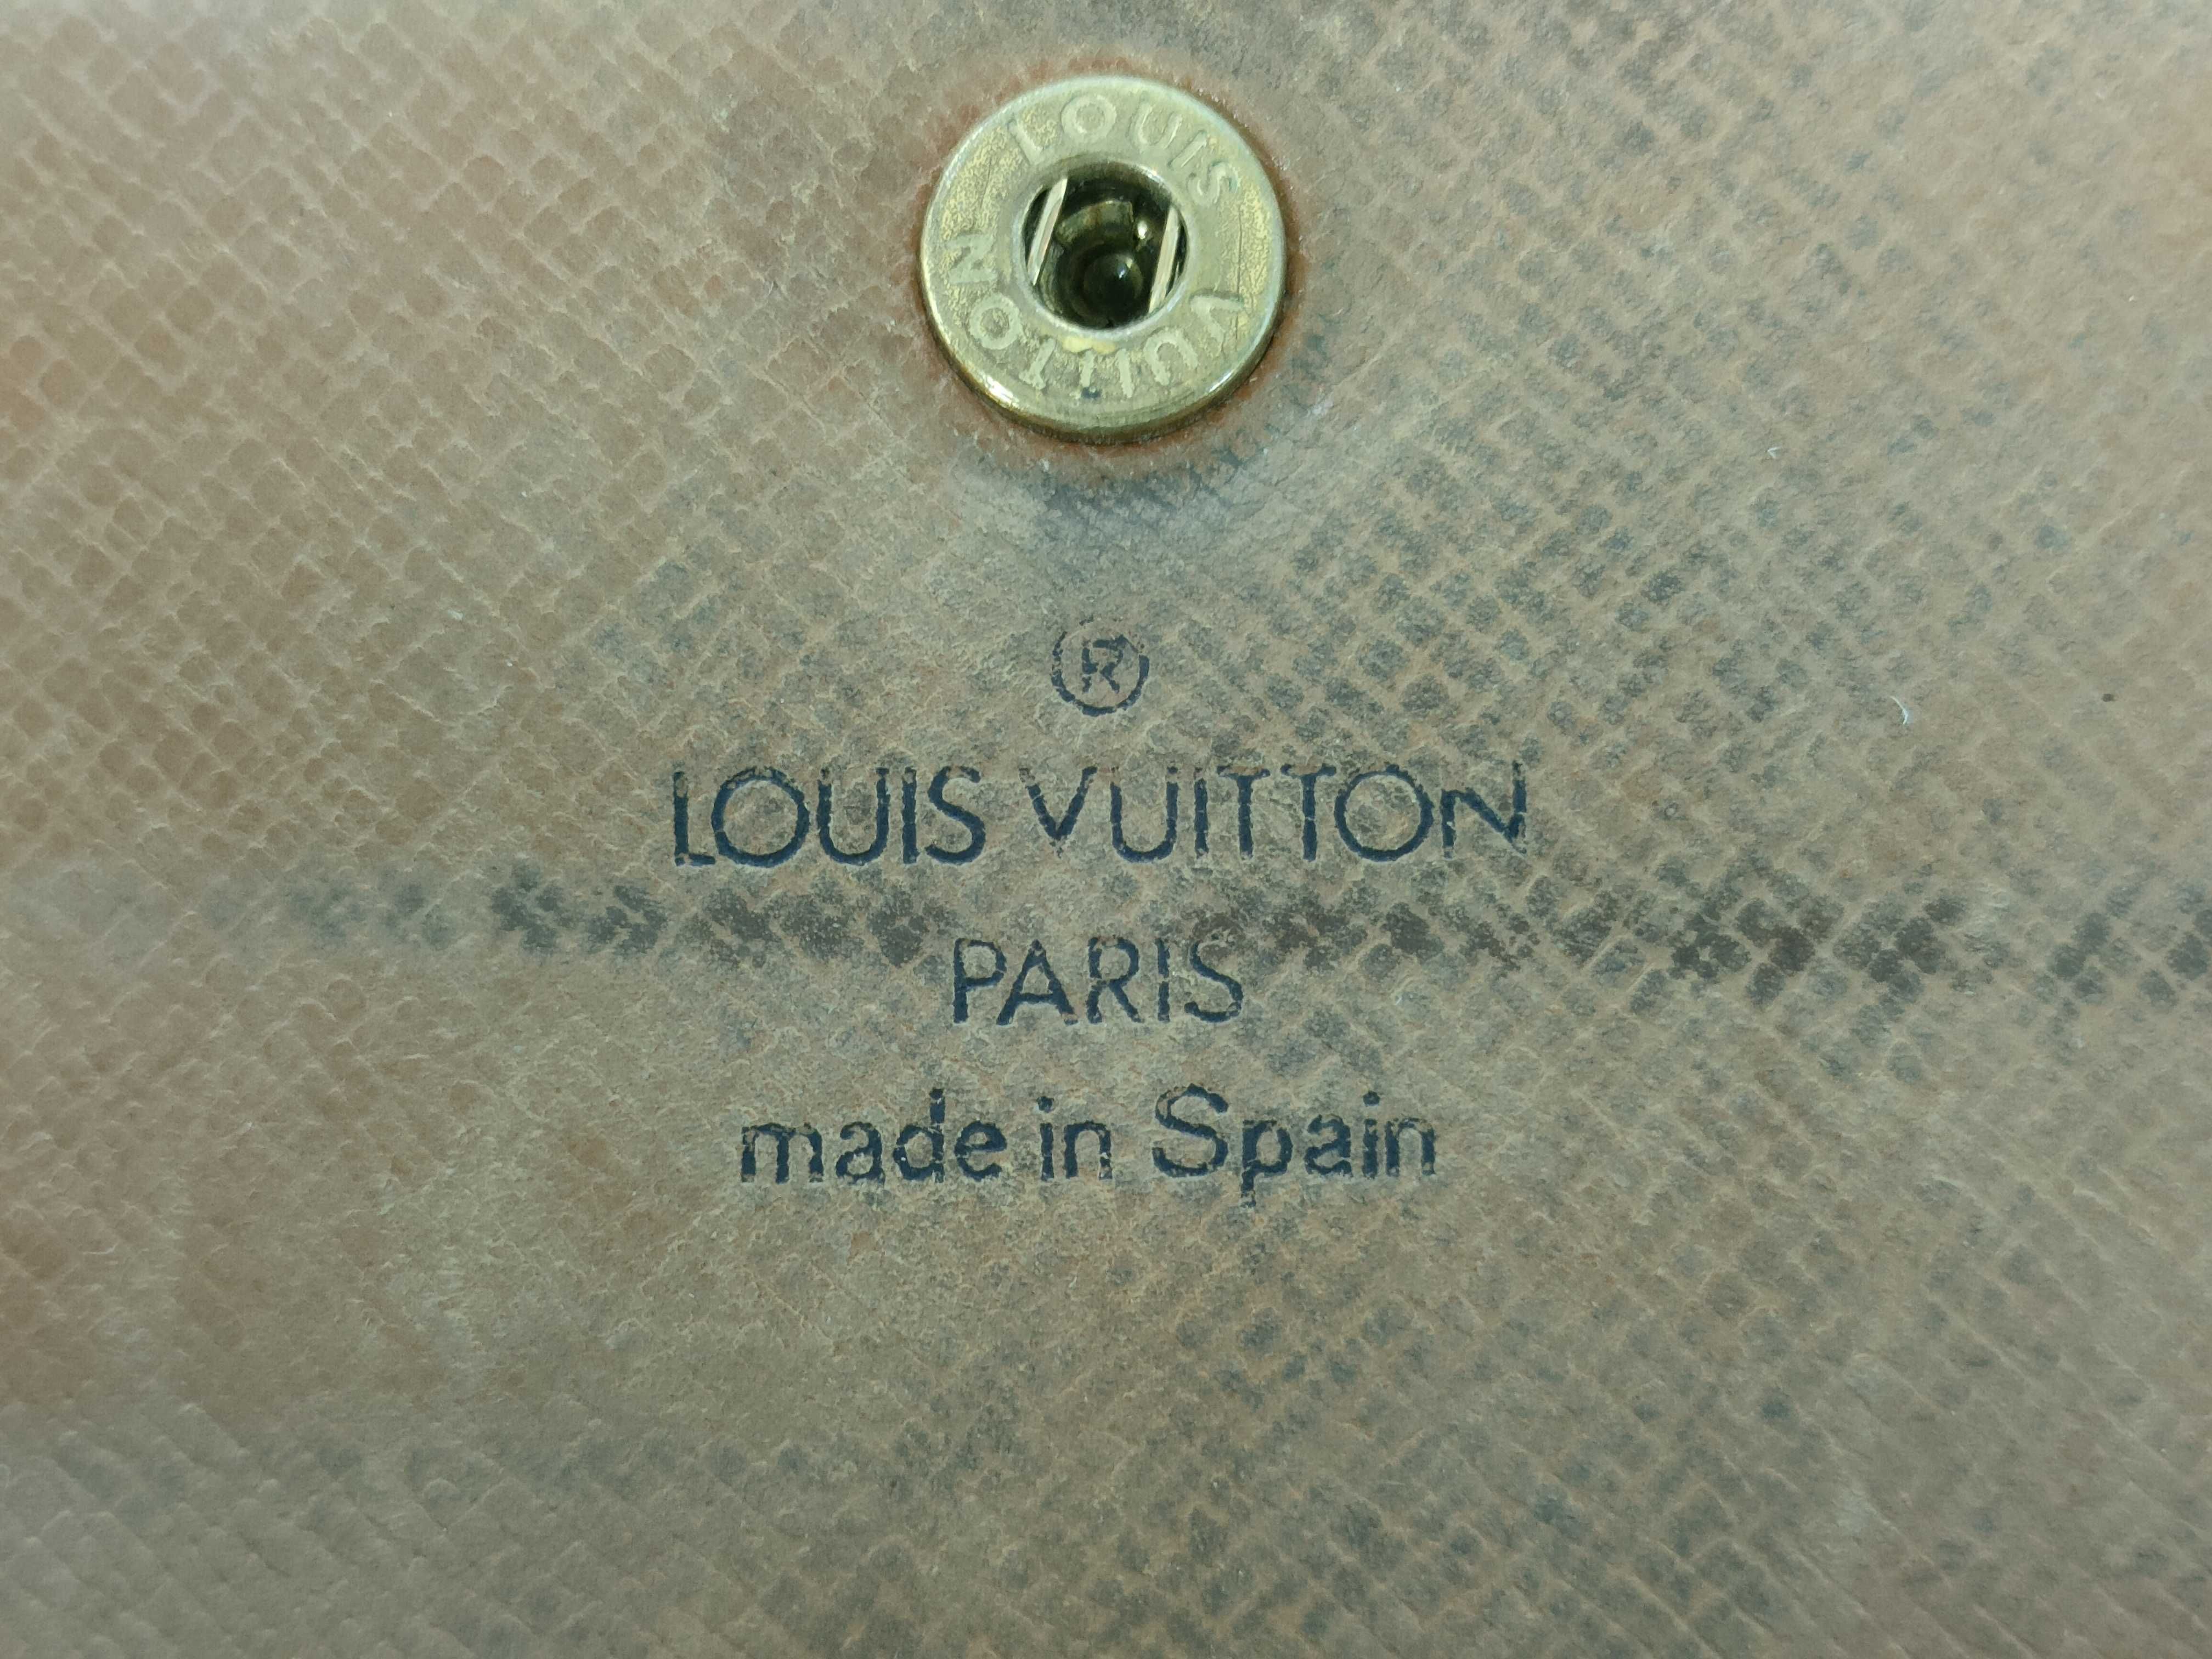 LOUIS VUITTON
®
LOUIS VUITTON
PARIS
made in Spain